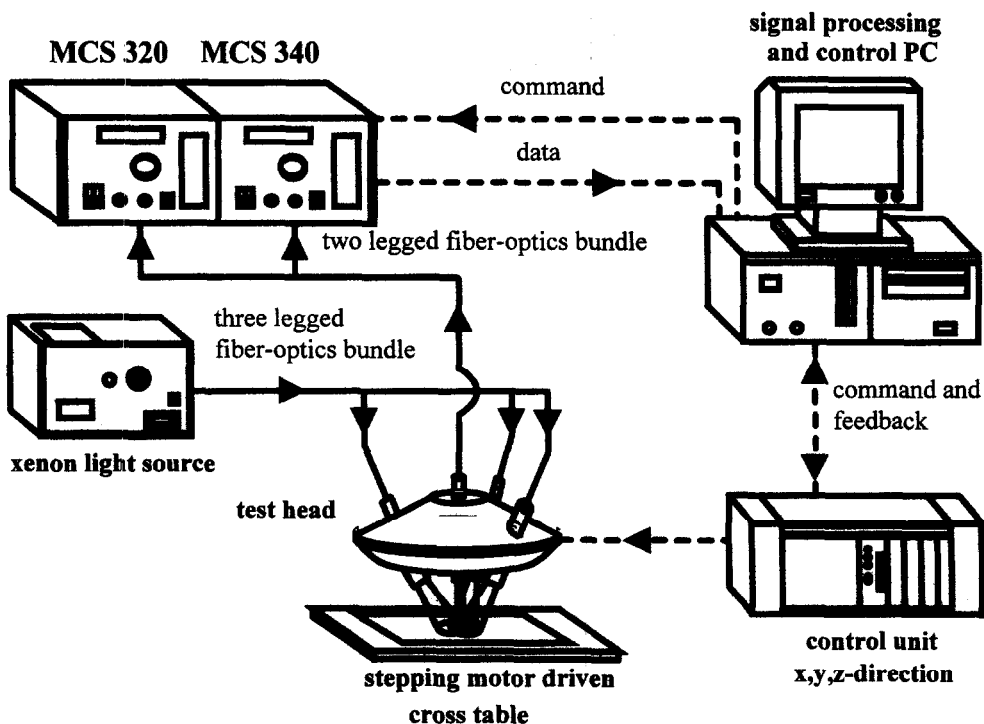 MCS 320
MCS 340
signal processing
and control PC
command
data
two legged fiber-optics bundle
three legged
fiber-optics bundle
command and
feedback
xenon light source
test head
control unit
x,y,z-direction
stepping motor driven
cross table